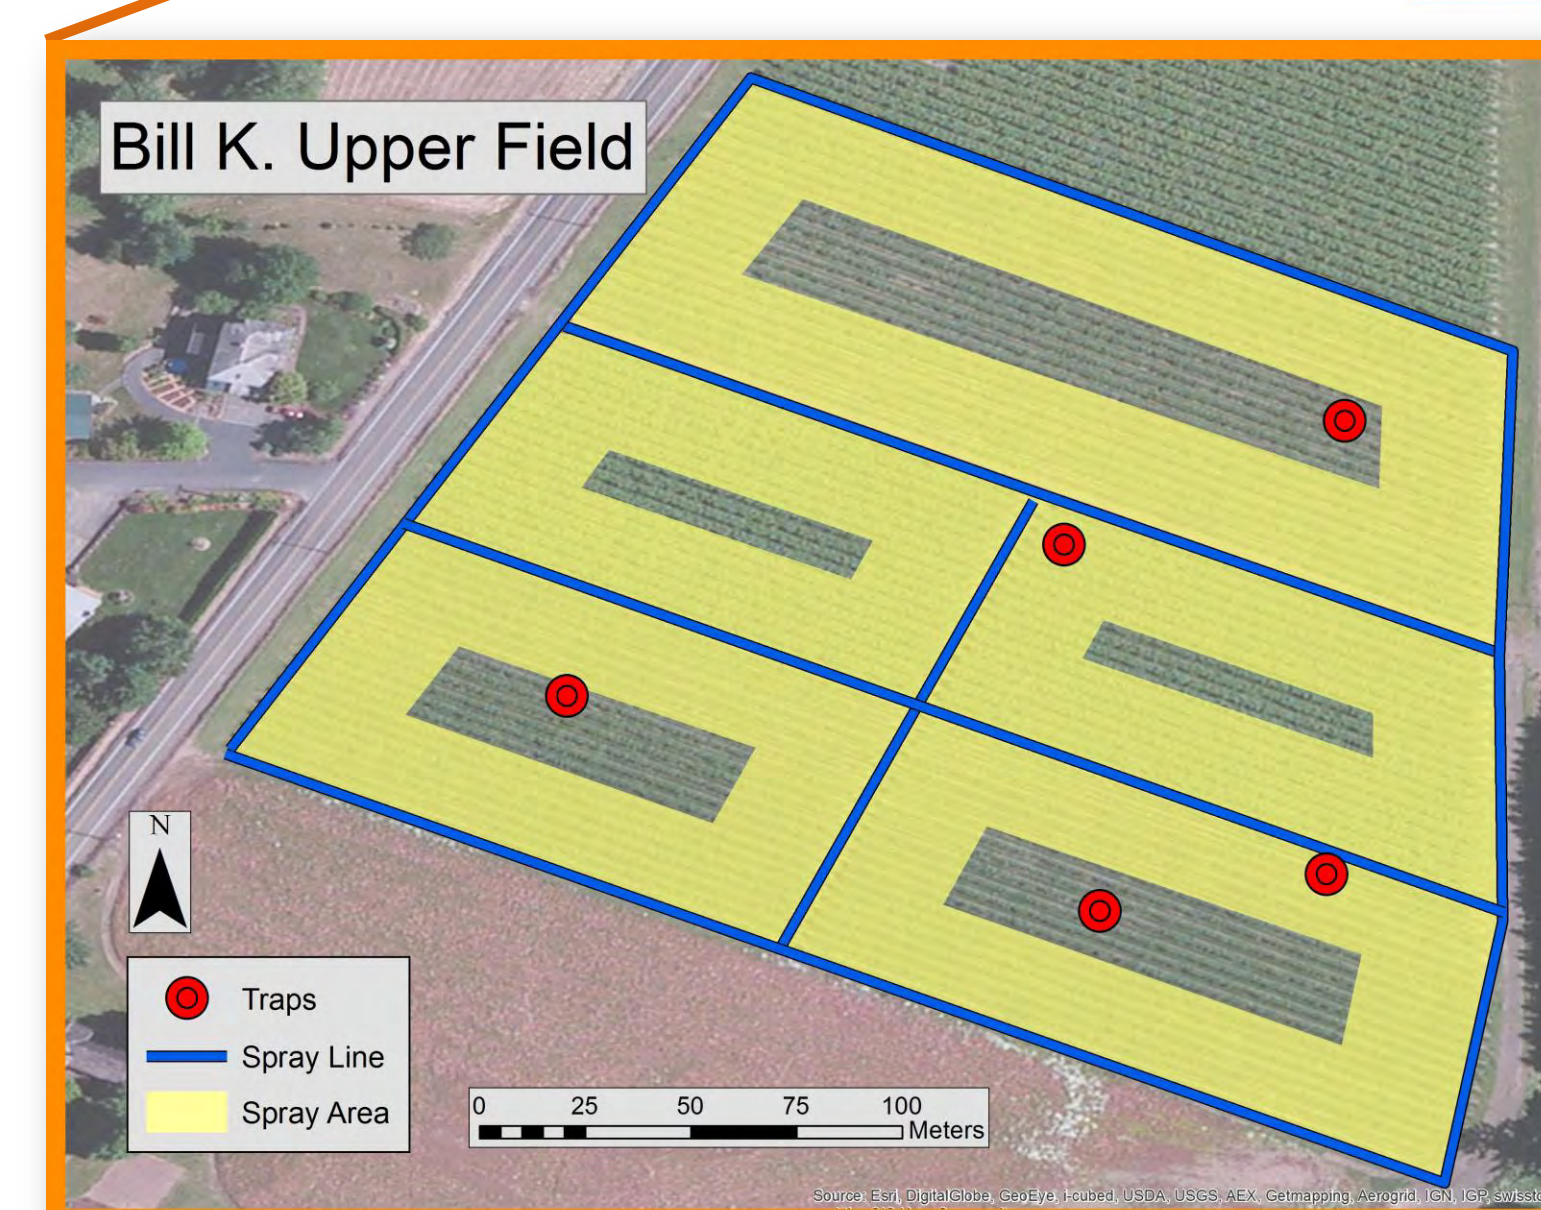 Bill K. Upper Field
N
Traps
Spray Line
Spray Area
0 25 50 75 100
Meters
Source: Esri, DigitalGlobe, GeoEye, i-cubed, USDA, USGS, AEX, Getmapping, Aerogrid, IGN, IGP,